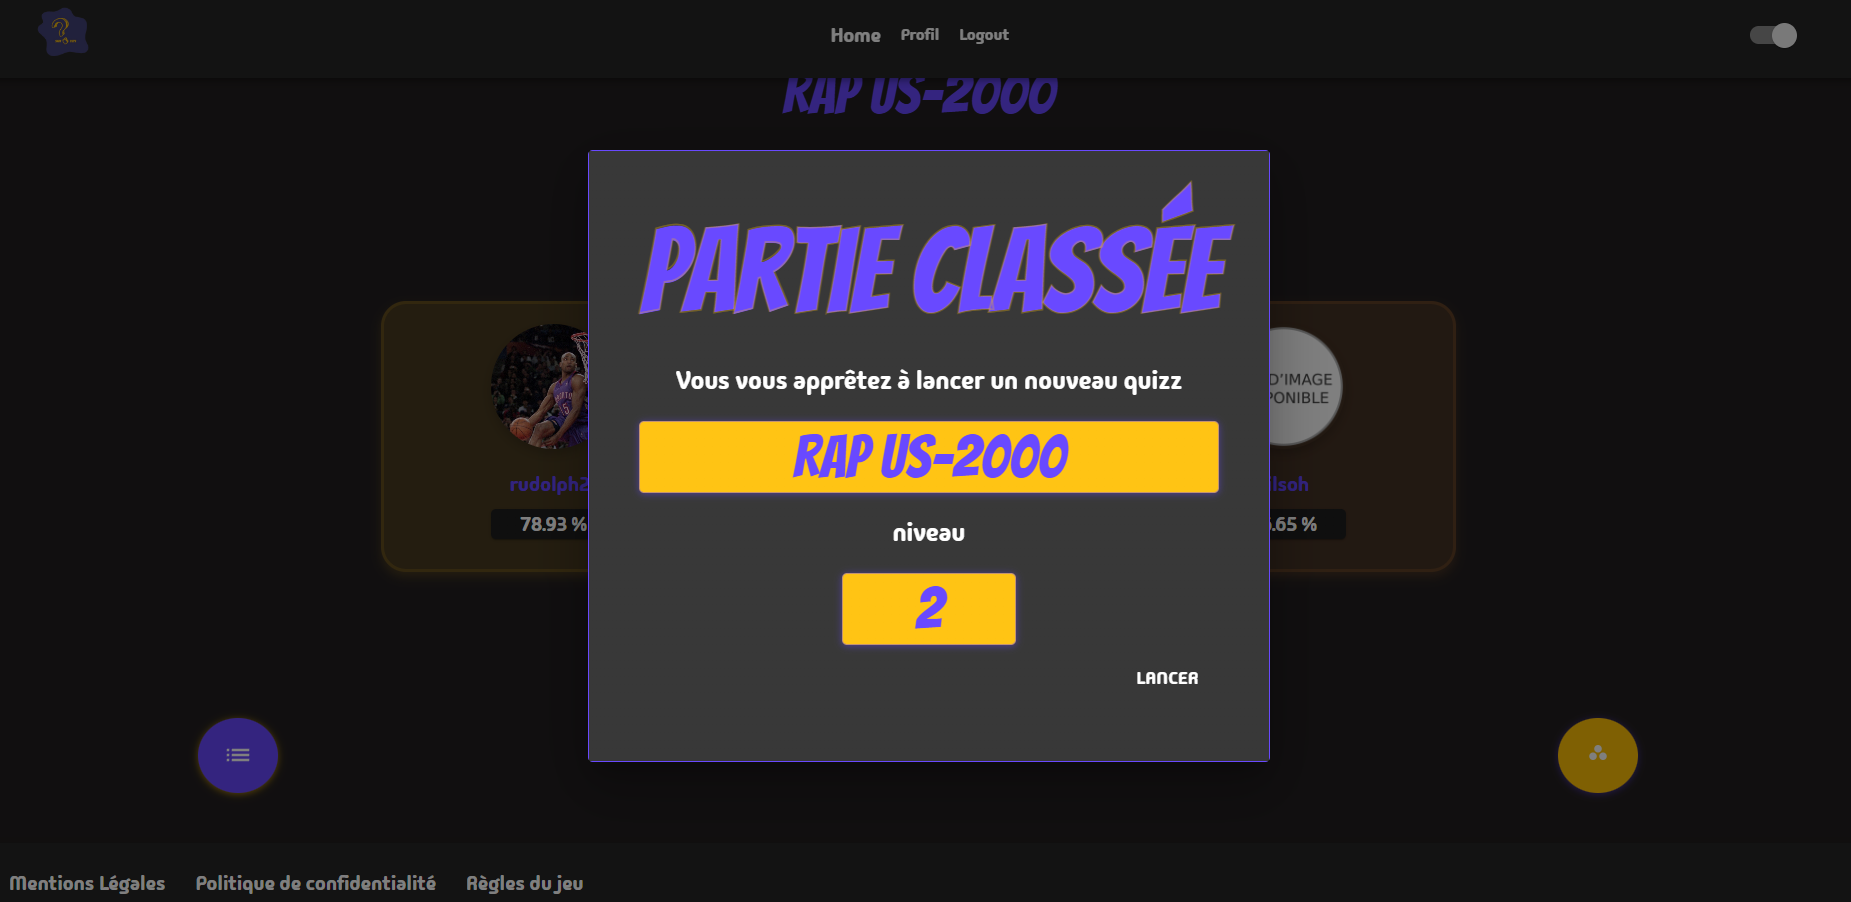 Home Profil Logout
RAP US-2000
PARTIE CLASSÉE
Vous vous apprêtez à lancer un nouveau quizz
RAP US-2000
niveau
2
LANCER
rudolph2
78.93 %
D'IMAGE
PONIBLE
lsoh
.65 %
Mentions Légales Politique de confidentialité Règles du jeu